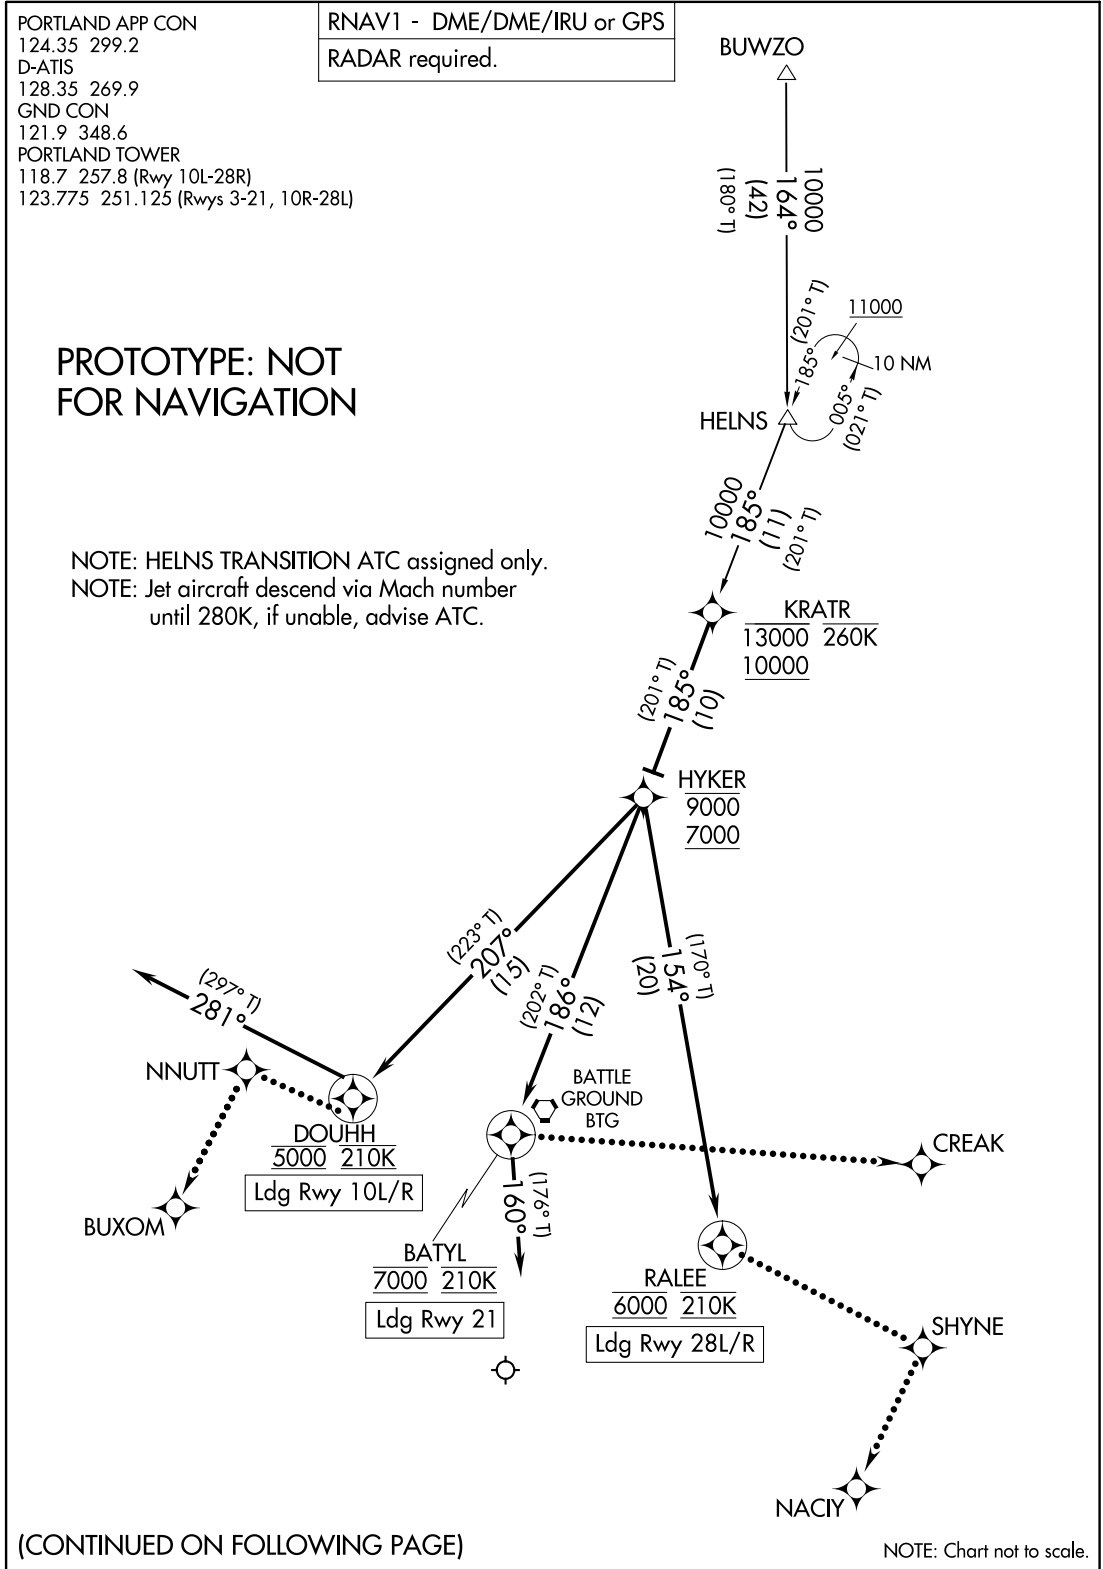 PORTLAND APP CON
124.35 299.2
D-ATIS
128.35 269.9
GND CON
121.9 348.6
PORTLAND TOWER
118.7 257.8 (Rwy 10L-28R)
123.775 251.125 (Rwys 3-21, 10R-28L)
RNAV1 - DME/DME/IRU or GPS
RADAR required.
BUWZO
10000
164°
(42)
(180° T)
PROTOTYPE: NOT
FOR NAVIGATION
(201° T)
185°
11000
10 NM
005°
(021° T)
HELNS
10000
185°
(11)
(201° T)
NOTE: HELNS TRANSITION ATC assigned only.
NOTE: Jet aircraft descend via Mach number
until 280K, if unable, advise ATC.
KRATR
13000 260K
10000
(201° T)
185°
(10)
HYKER
9000
7000
(223° T)
207°
(15)
(202° T)
186°
(12)
(170° T)
154°
(20)
(297° T)
281°
NNUTT
DOUHH
5000 210K
Ldg Rwy 10L/R
BUXOM
BATTLE
GROUND
BTG
CREAK
(176° T)
160°
BATYL
7000 210K
Ldg Rwy 21
RALEE
6000 210K
Ldg Rwy 28L/R
SHYNE
NACIY
(CONTINUED ON FOLLOWING PAGE)
NOTE: Chart not to scale.